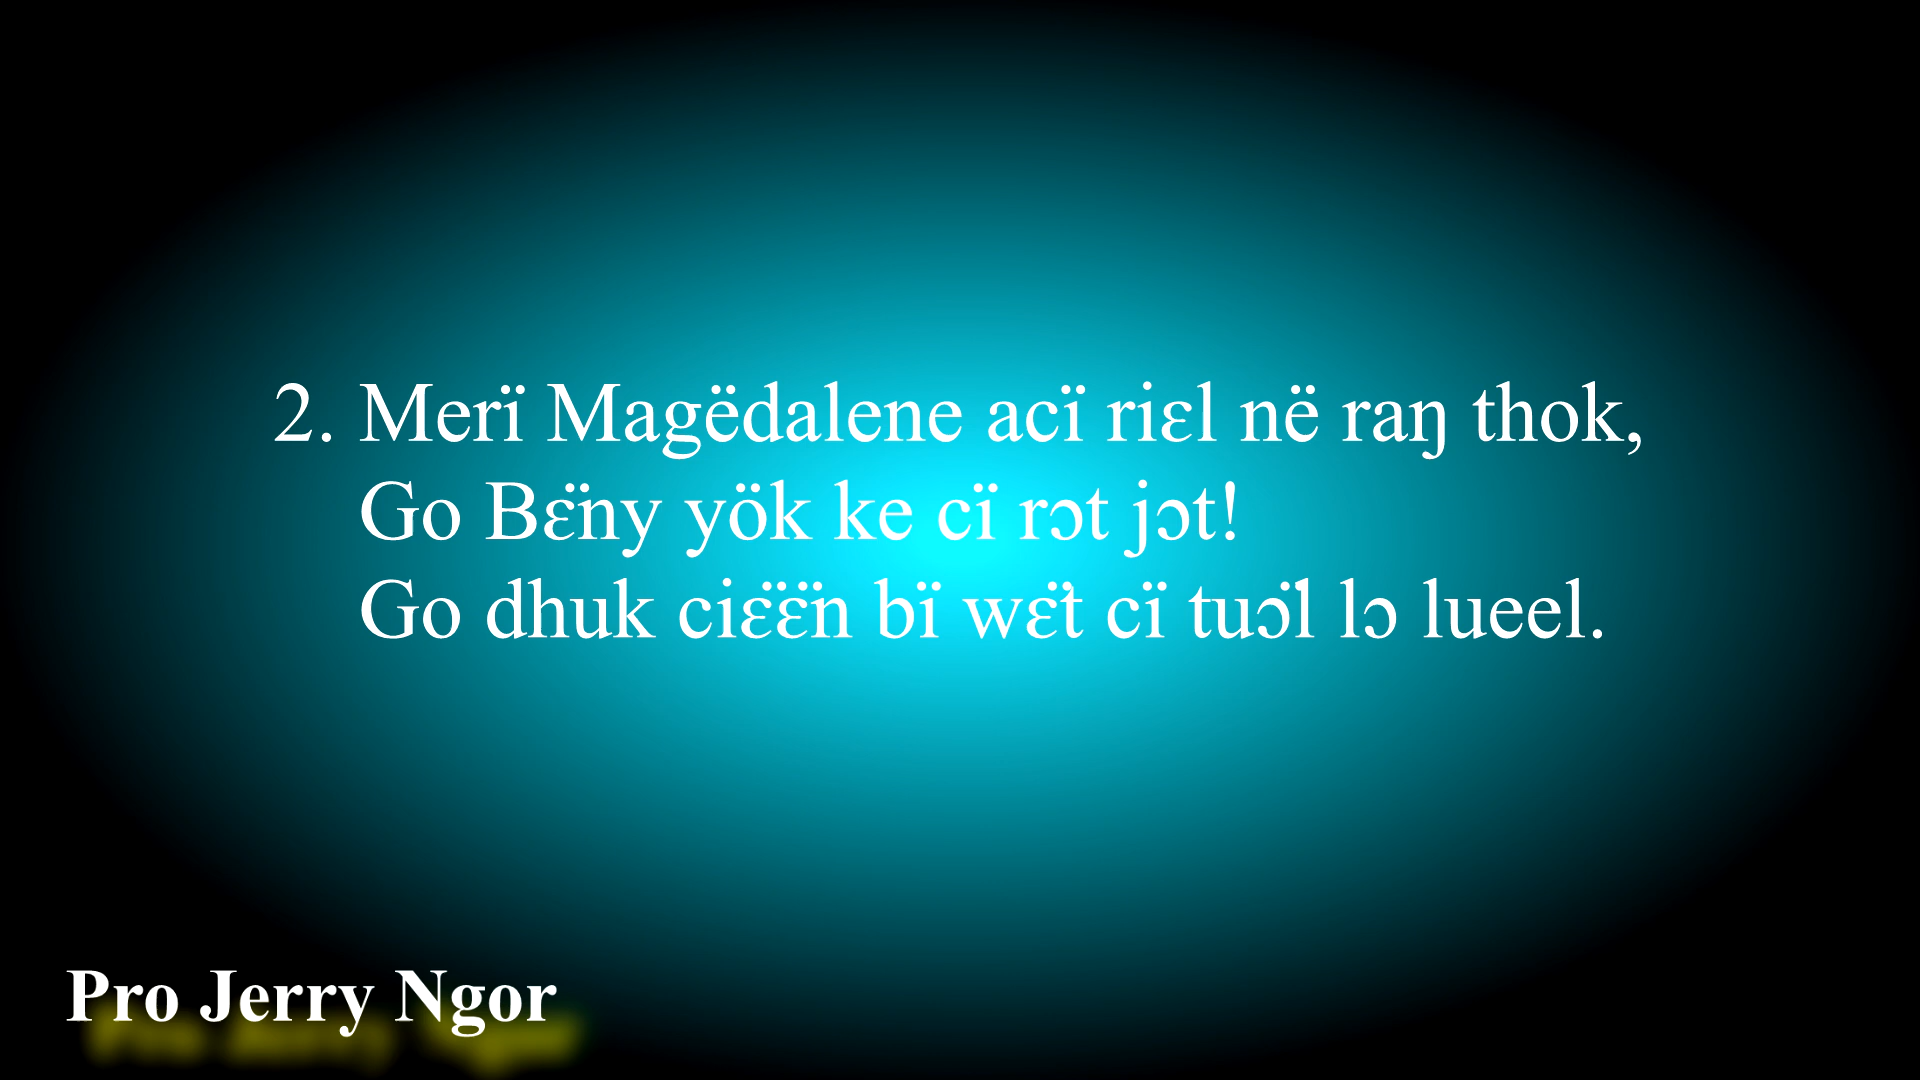 2. Merï Magëdalene acï riɛl në raŋ thok,
Go Bɛ̈ny yök ke cï rɔt jɔt!
Go dhuk ciɛ̈ɛ̈n bï wɛ̈t cï tuɔ̈l lɔ lueel.
Pro Jerry Ngor